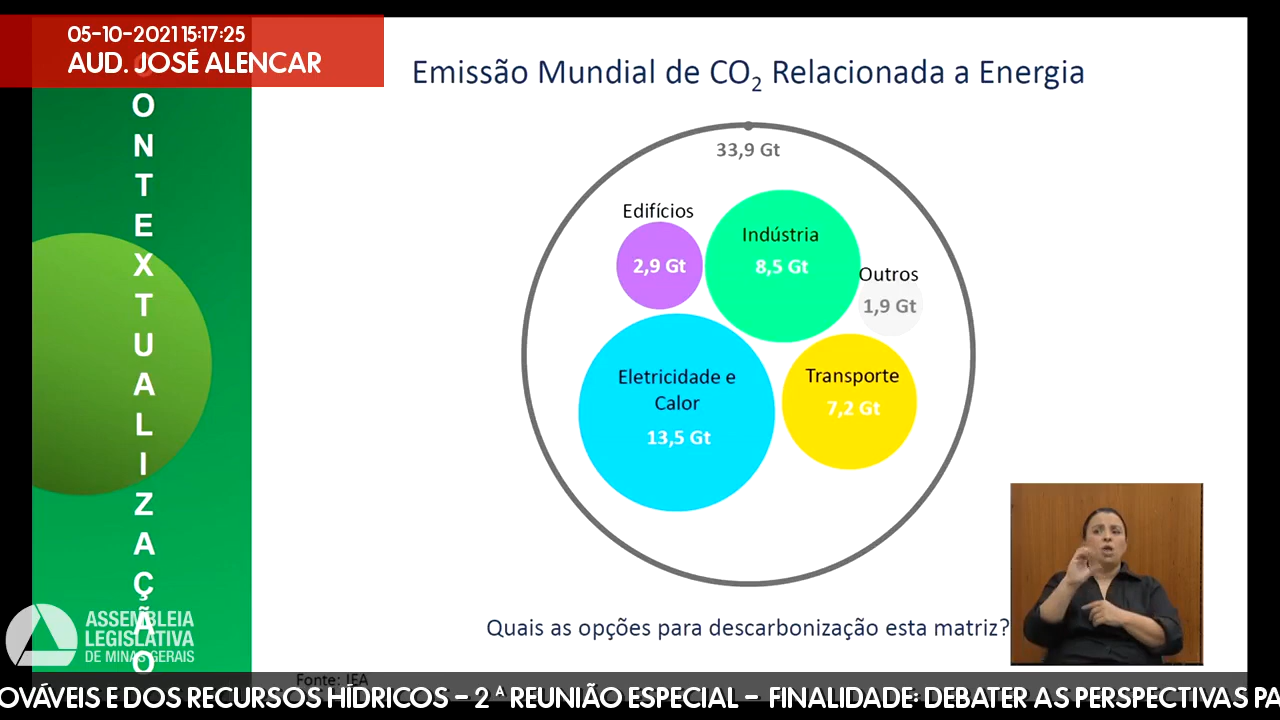 05-10-2021 15:17:25
AUD. JOSÉ ALENCAR
CONTEXTUALIZAÇÃO
Emissão Mundial de CO₂ Relacionada a Energia
33,9 Gt
Edifícios
2,9 Gt
Indústria
8,5 Gt
Outros
1,9 Gt
Eletricidade e
Calor
13,5 Gt
Transporte
7,2 Gt
Quais as opções para descarbonização esta matriz?
ASSEMBLEIA
LEGISLATIVA
DE MINAS GERAIS
Fonte: IEA
OVÁVEIS E DOS RECURSOS HÍDRICOS – 2ª REUNIÃO ESPECIAL – FINALIDADE: DEBATER AS PERSPECTIVAS PA